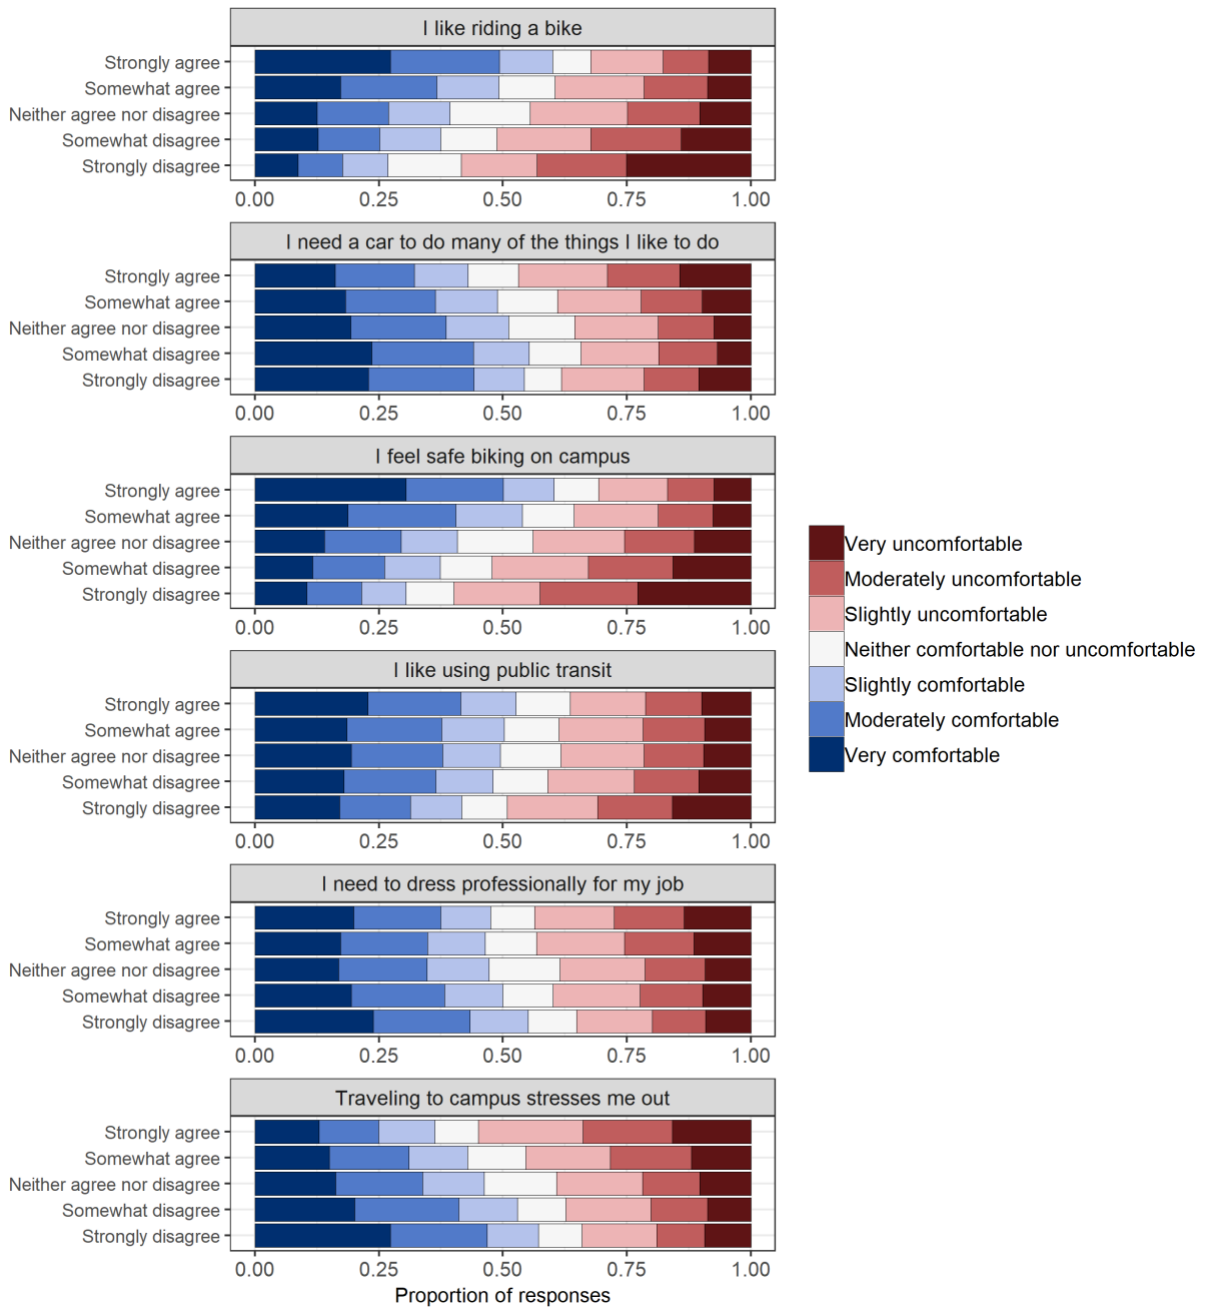 I like riding a bike
Strongly agree
Somewhat agree
Neither agree nor disagree
Somewhat disagree
Strongly disagree
0.00 0.25 0.50 0.75 1.00
I need a car to do many of the things I like to do
Strongly agree
Somewhat agree
Neither agree nor disagree
Somewhat disagree
Strongly disagree
0.00 0.25 0.50 0.75 1.00
I feel safe biking on campus
Strongly agree
Somewhat agree
Neither agree nor disagree
Somewhat disagree
Strongly disagree
0.00 0.25 0.50 0.75 1.00
I like using public transit
Strongly agree
Somewhat agree
Neither agree nor disagree
Somewhat disagree
Strongly disagree
0.00 0.25 0.50 0.75 1.00
I need to dress professionally for my job
Strongly agree
Somewhat agree
Neither agree nor disagree
Somewhat disagree
Strongly disagree
0.00 0.25 0.50 0.75 1.00
Traveling to campus stresses me out
Strongly agree
Somewhat agree
Neither agree nor disagree
Somewhat disagree
Strongly disagree
0.00 0.25 0.50 0.75 1.00
Proportion of responses
Very uncomfortable
Moderately uncomfortable
Slightly uncomfortable
Neither comfortable nor uncomfortable
Slightly comfortable
Moderately comfortable
Very comfortable